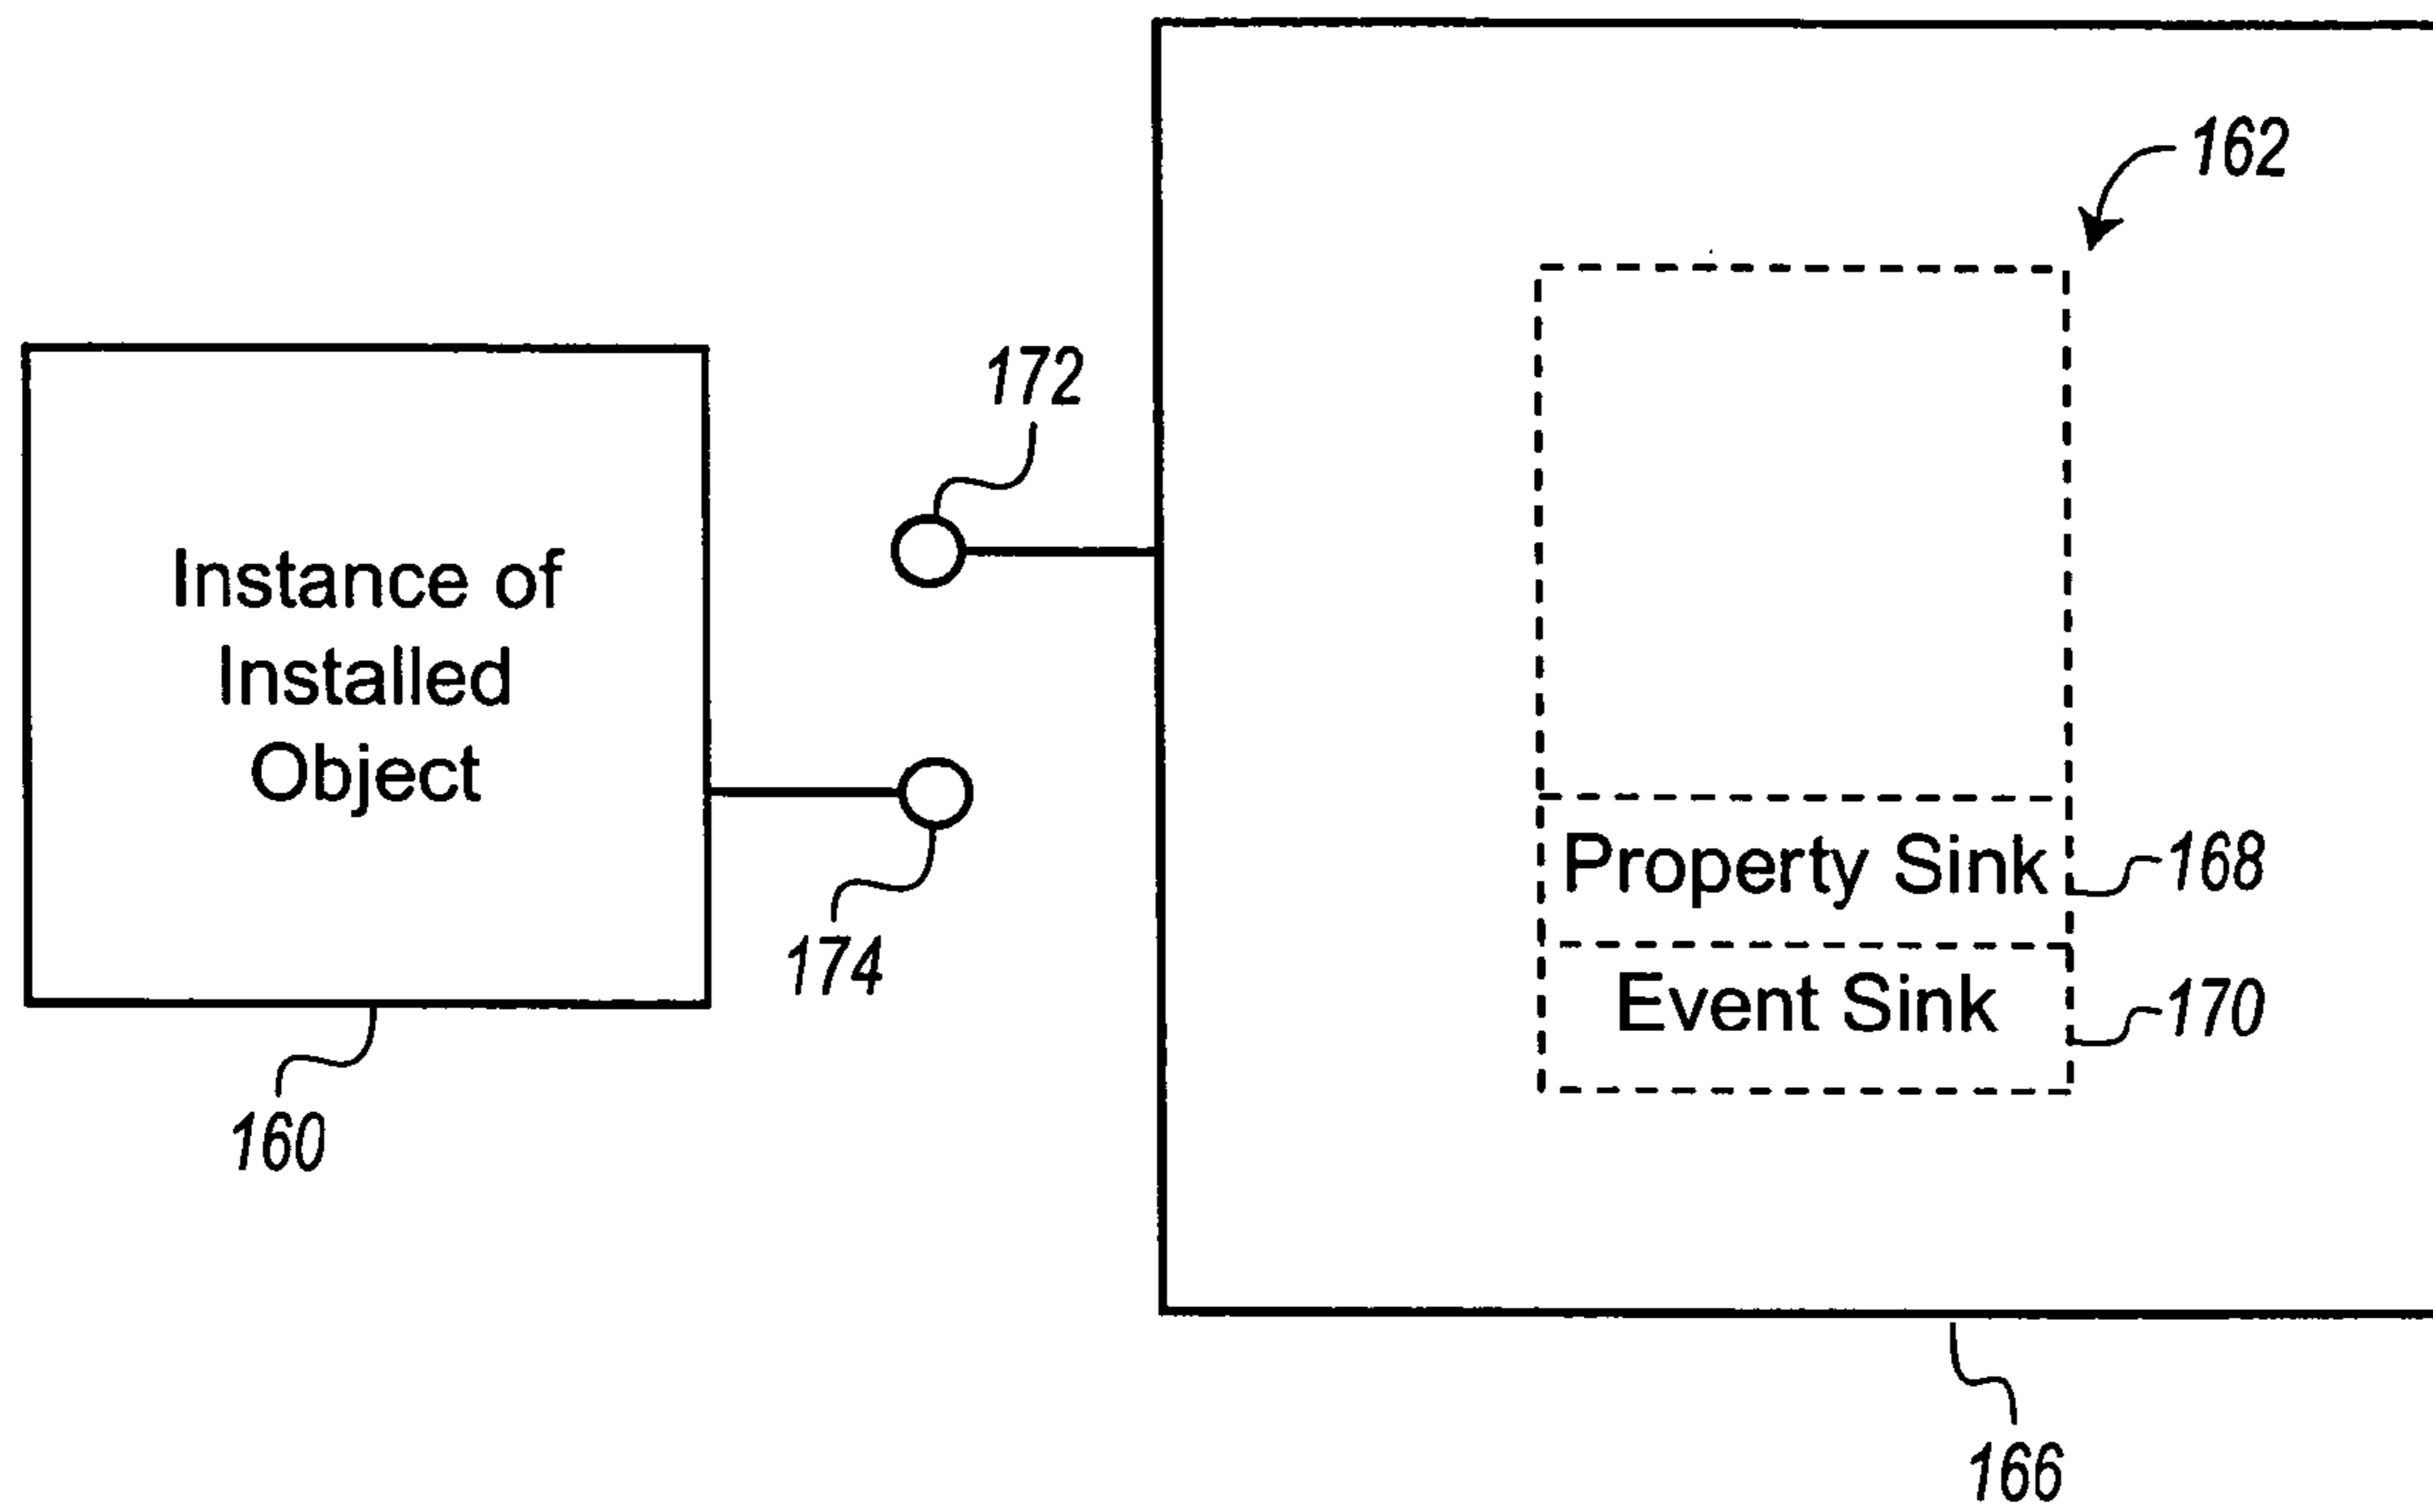 162
172
Instance of
Installed
Object
174
Property Sink
168
Event Sink
170
160
166